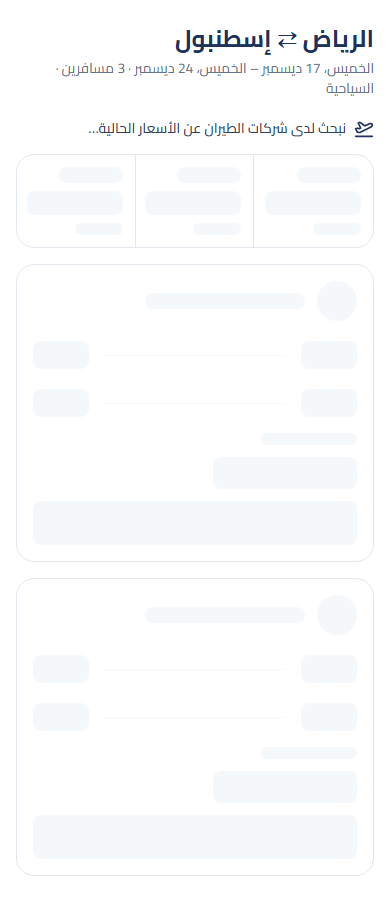 الرياض ⇄ إسطنبول
الخميس، 17 ديسمبر – الخميس، 24 ديسمبر · 3 مسافرين ·
السياحية
نبحث لدى شركات الطيران عن الأسعار الحالية...